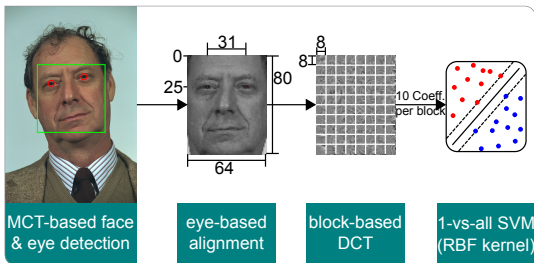 31
0
25
80
64
8
8
10 Coeff.
per block
MCT-based face
& eye detection
eye-based
alignment
block-based
DCT
1-vs-all SVM
(RBF kernel)